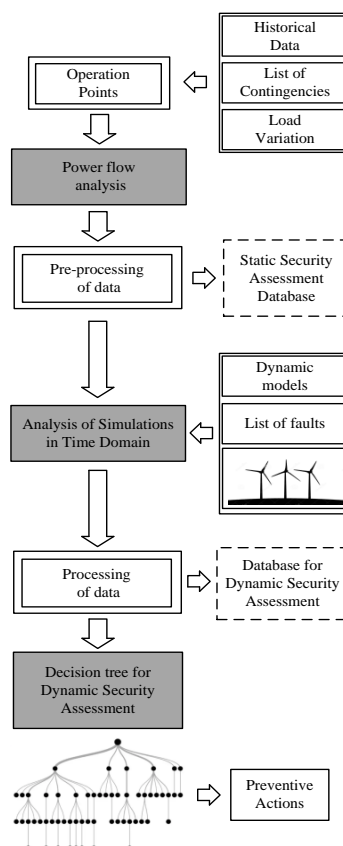 Historical
Data
Operation
Points
List of
Contingencies
Load
Variation
Power flow
analysis
Pre-processing
of data
Static Security
Assessment
Database
Dynamic
models
Analysis of Simulations
in Time Domain
List of faults
Processing
of data
Database for
Dynamic Security
Assessment
Decision tree for
Dynamic Security
Assessment
Preventive
Actions